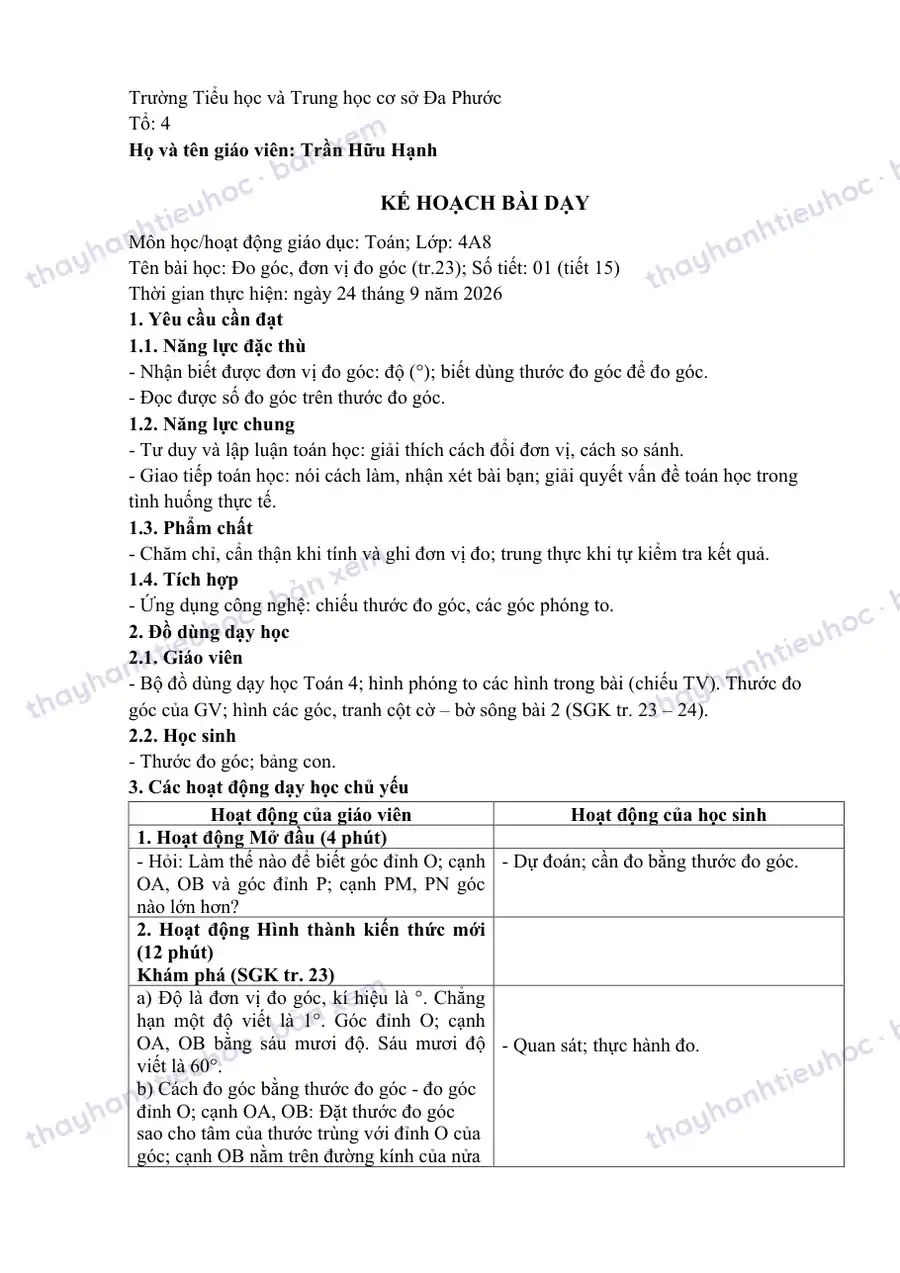 Trường Tiểu học và Trung học cơ sở Đa Phước
Tổ: 4
Họ và tên giáo viên: Trần Hữu Hạnh
KẾ HOẠCH BÀI DẠY
Môn học/hoạt động giáo dục: Toán; Lớp: 4A8
Tên bài học: Đo góc, đơn vị đo góc (tr.23); Số tiết: 01 (tiết 15)
Thời gian thực hiện: ngày 24 tháng 9 năm 2026
1. Yêu cầu cần đạt
1.1. Năng lực đặc thù
- Nhận biết được đơn vị đo góc: độ (°); biết dùng thước đo góc để đo góc.
- Đọc được số đo góc trên thước đo góc.
1.2. Năng lực chung
- Tư duy và lập luận toán học: giải thích cách đổi đơn vị, cách so sánh.
- Giao tiếp toán học: nói cách làm, nhận xét bài bạn; giải quyết vấn đề toán học trong
tình huống thực tế.
1.3. Phẩm chất
- Chăm chỉ, cẩn thận khi tính và ghi đơn vị đo; trung thực khi tự kiểm tra kết quả.
1.4. Tích hợp
- Ứng dụng công nghệ: chiếu thước đo góc, các góc phóng to.
2. Đồ dùng dạy học
2.1. Giáo viên
- Bộ đồ dùng dạy học Toán 4; hình phóng to các hình trong bài (chiếu TV). Thước đo
góc của GV; hình các góc, tranh cột cờ – bờ sông bài 2 (SGK tr. 23 – 24).
2.2. Học sinh
- Thước đo góc; bảng con.
3. Các hoạt động dạy học chủ yếu
Hoạt động của giáo viên
Hoạt động của học sinh
1. Hoạt động Mở đầu (4 phút)
- Hỏi: Làm thế nào để biết góc đỉnh O; cạnh
OA, OB và góc đỉnh P; cạnh PM, PN góc
nào lớn hơn?
- Dự đoán; cần đo bằng thước đo góc.
2. Hoạt động Hình thành kiến thức mới
(12 phút)
Khám phá (SGK tr. 23)
a) Độ là đơn vị đo góc, kí hiệu là °. Chẳng
hạn một độ viết là 1°. Góc đỉnh O; cạnh
OA, OB bằng sáu mươi độ. Sáu mươi độ
viết là 60°.
b) Cách đo góc bằng thước đo góc - đo góc
đỉnh O; cạnh OA, OB: Đặt thước đo góc
sao cho tâm của thước trùng với đỉnh O của
góc; cạnh OB nằm trên đường kính của nửa
- Quan sát; thực hành đo.
thayhanhtieuhoc · bản xem
thayhanhtieuhoc · b
thayhanhtieuhoc · bản xem
thayhanhtieuhoc · b
thayhanhtieuhoc · bản xem
thayhanhtieuhoc · b